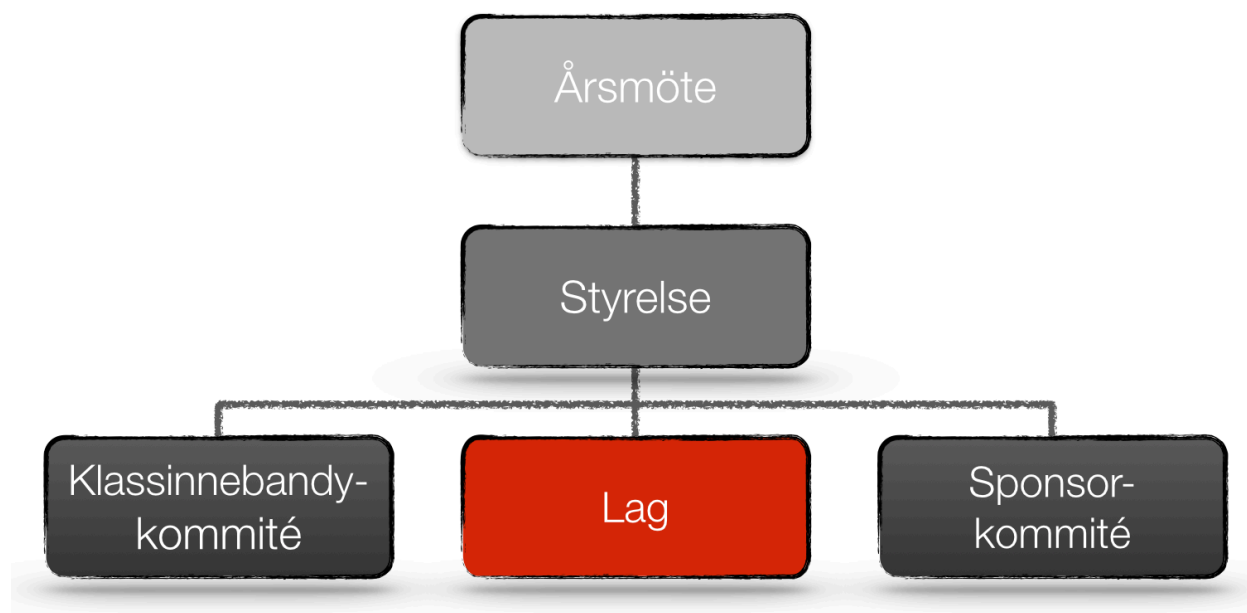 Årsmöte
Styrelse
Klassinnebandy-
kommité
Lag
Sponsor-
kommité